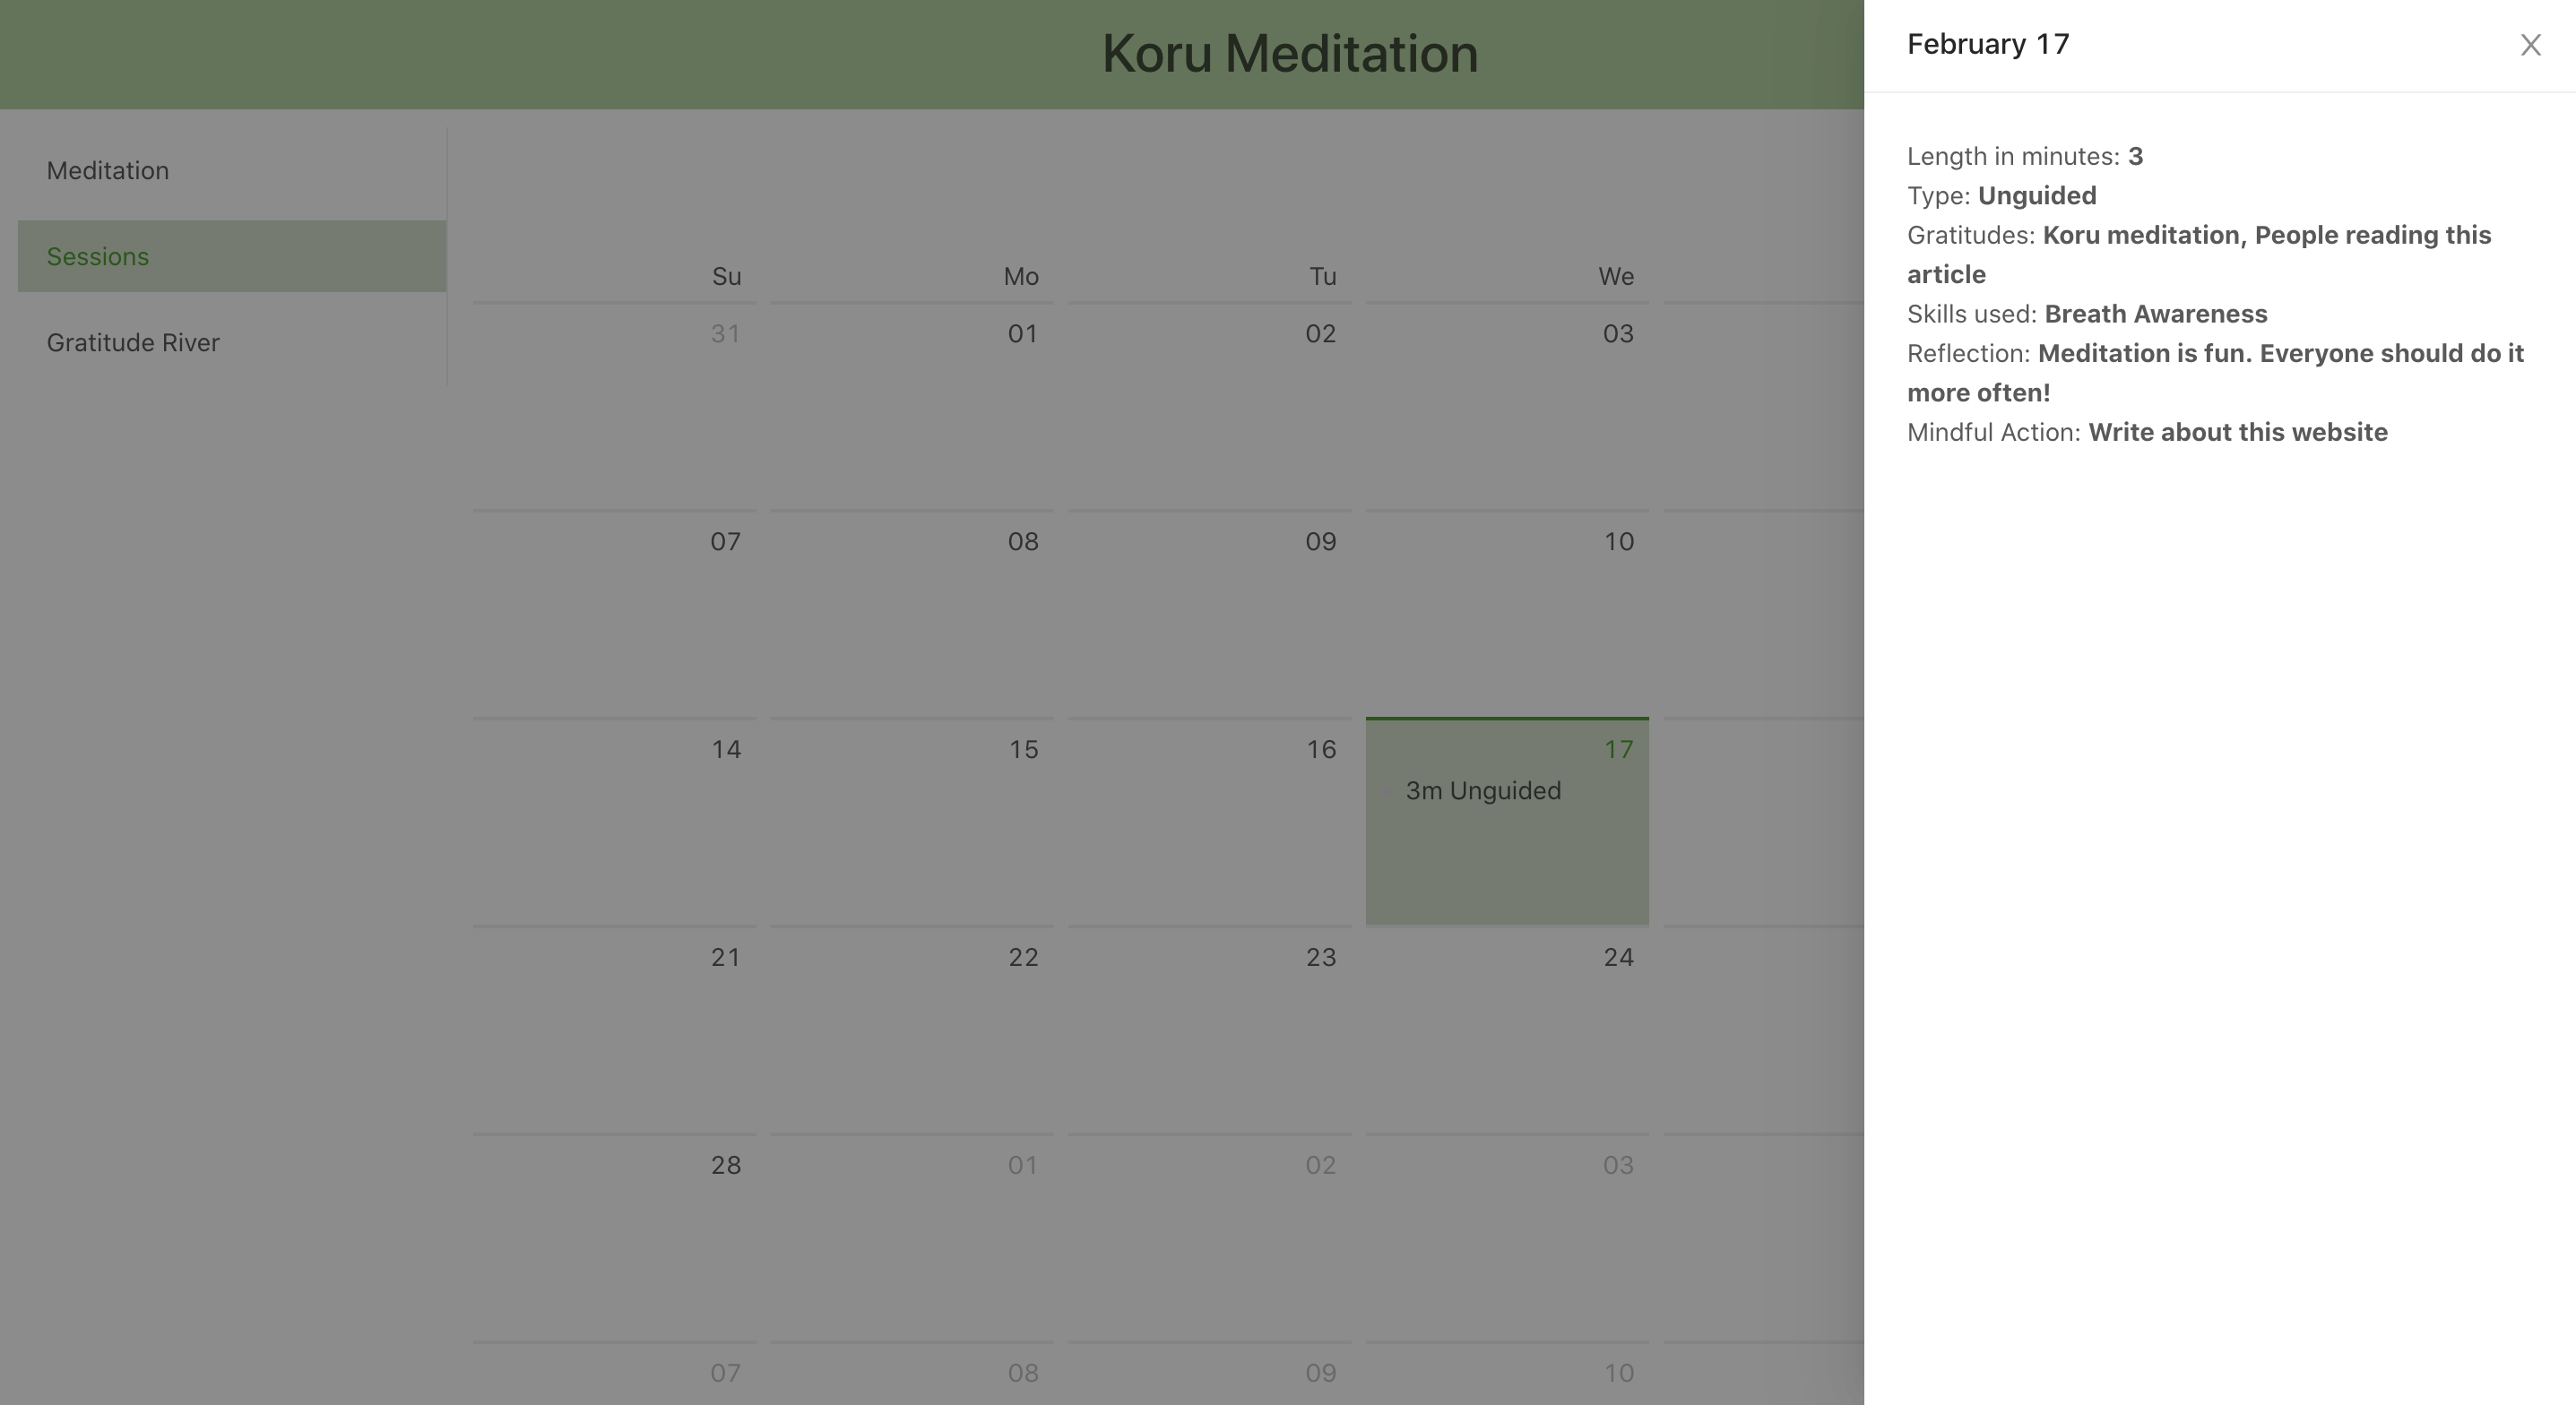 Koru Meditation
Meditation
Sessions
Gratitude River
Su Mo Tu We
31 01 02 03
07 08 09 10
14 15 16 17
3m Unguided
21 22 23 24
28 01 02 03
07 08 09 10
February 17
Length in minutes: 3
Type: Unguided
Gratitudes: Koru meditation, People reading this
article
Skills used: Breath Awareness
Reflection: Meditation is fun. Everyone should do it
more often!
Mindful Action: Write about this website